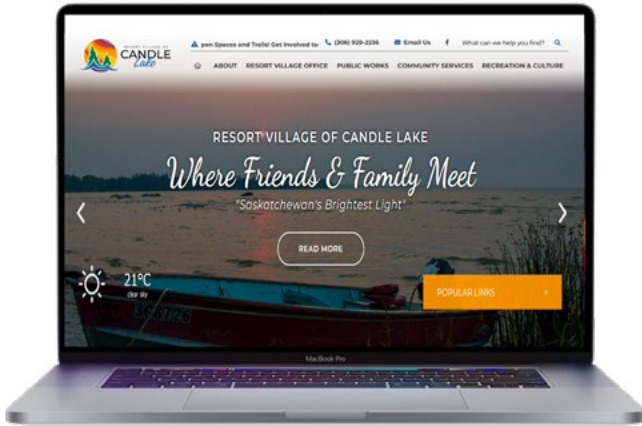 RESORT VILLAGE OF
CANDLE
Lake
pen Spaces and Trails! Get Involved to
(306) 929-2236
Email Us
What can we help you find?
ABOUT
RESORT VILLAGE OFFICE
PUBLIC WORKS
COMMUNITY SERVICES
RECREATION & CULTURE
RESORT VILLAGE OF CANDLE LAKE
Where Friends & Family Meet
"Saskatchewan's Brightest Light"
READ MORE
21°C
clear sky
POPULAR LINKS
MacBook Pro